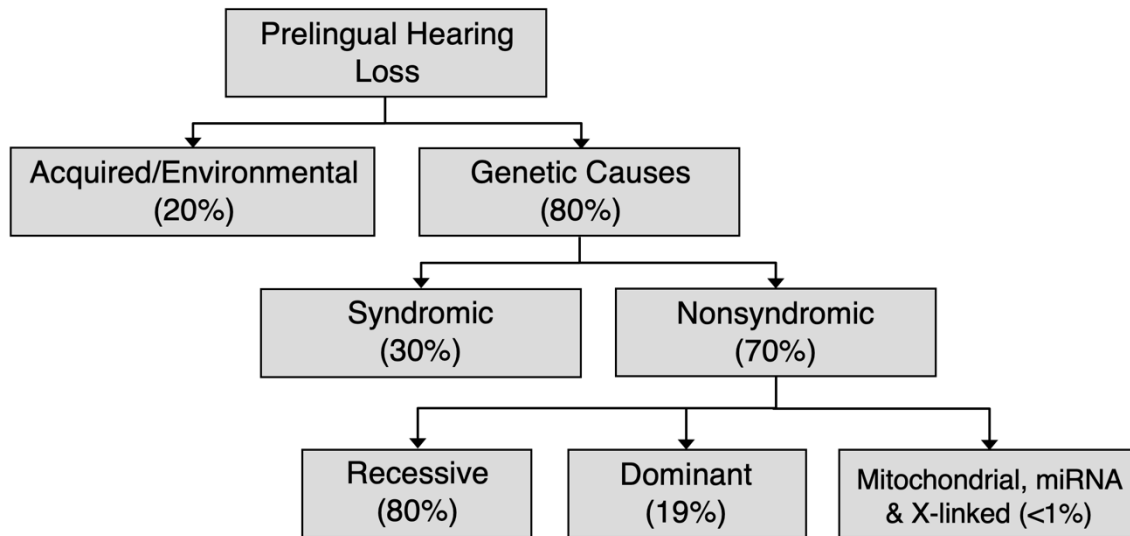 Prelingual Hearing
Loss
Acquired/Environmental
(20%)
Genetic Causes
(80%)
Syndromic
(30%)
Nonsyndromic
(70%)
Recessive
(80%)
Dominant
(19%)
Mitochondrial, miRNA
& X-linked (<1%)